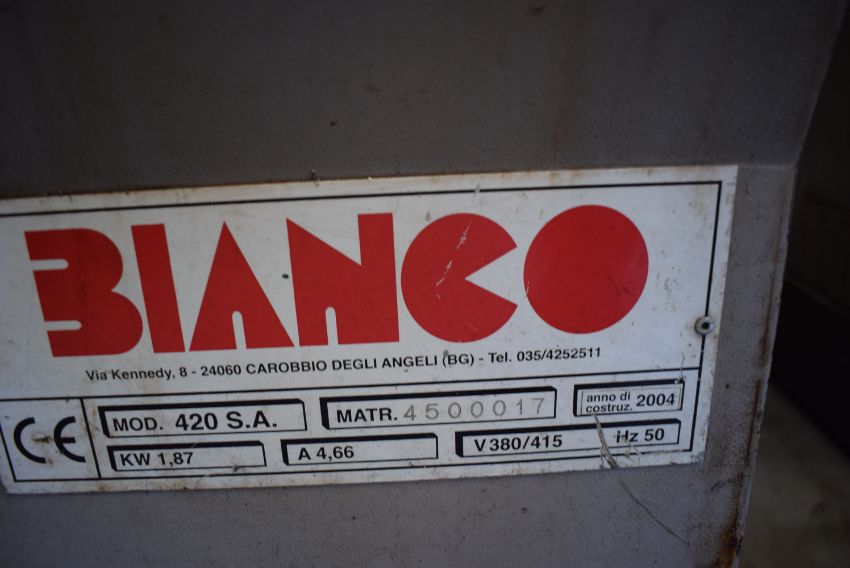 BIANCO
Via Kennedy, 8 - 24060 CAROBBIO DEGLI ANGELI (BG) - Tel. 035/4252511
CE MOD. 420 S.A. MATR. 4500017 anno di costruz. 2004
KW 1,87 A 4,66 V 380/415 Hz 50